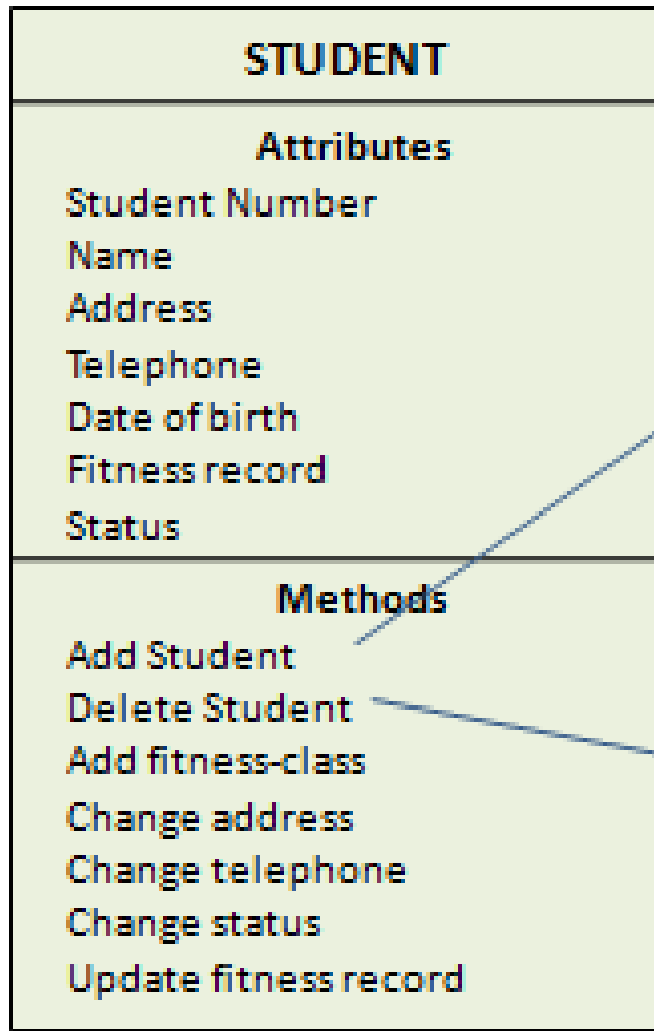 STUDENT
Attributes
Student Number
Name
Address
Telephone
Date of birth
Fitness record
Status
Methods
Add Student
Delete Student
Add fitness-class
Change address
Change telephone
Change status
Update fitness record